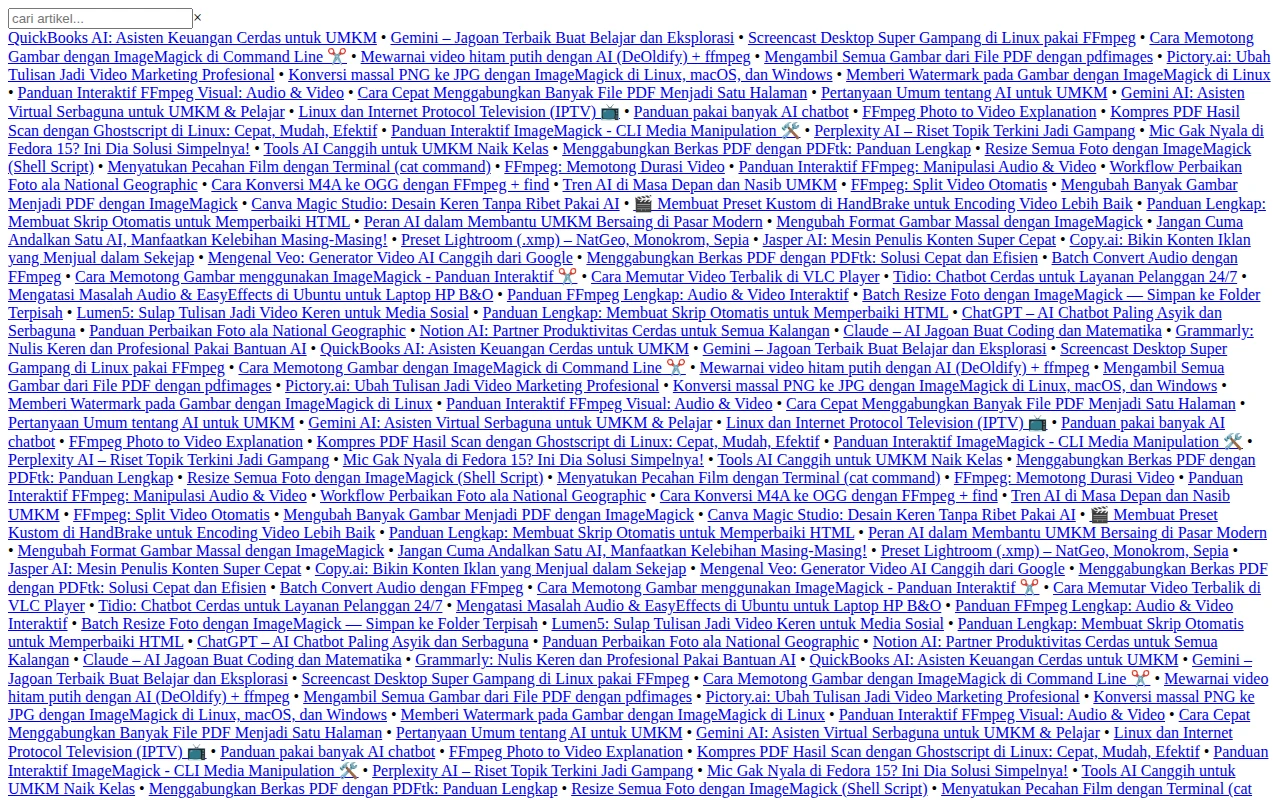 cari artikel... ×
QuickBooks AI: Asisten Keuangan Cerdas untuk UMKM • Gemini – Jagoan Terbaik Buat Belajar dan Eksplorasi • Screencast Desktop Super Gampang di Linux pakai FFmpeg • Cara Memotong
Gambar dengan ImageMagick di Command Line ✂️ • Mewarnai video hitam putih dengan AI (DeOldify) + ffmpeg • Mengambil Semua Gambar dari File PDF dengan pdfimages • Pictory.ai: Ubah
Tulisan Jadi Video Marketing Profesional • Konversi massal PNG ke JPG dengan ImageMagick di Linux, macOS, dan Windows • Memberi Watermark pada Gambar dengan ImageMagick di Linux
• Panduan Interaktif FFmpeg Visual: Audio & Video • Cara Cepat Menggabungkan Banyak File PDF Menjadi Satu Halaman • Pertanyaan Umum tentang AI untuk UMKM • Gemini AI: Asisten
Virtual Serbaguna untuk UMKM & Pelajar • Linux dan Internet Protocol Television (IPTV) 📺 • Panduan pakai banyak AI chatbot • FFmpeg Photo to Video Explanation • Kompres PDF Hasil
Scan dengan Ghostscript di Linux: Cepat, Mudah, Efektif • Panduan Interaktif ImageMagick - CLI Media Manipulation 🛠️ • Perplexity AI – Riset Topik Terkini Jadi Gampang • Mic Gak Nyala di
Fedora 15? Ini Dia Solusi Simpelnya! • Tools AI Canggih untuk UMKM Naik Kelas • Menggabungkan Berkas PDF dengan PDFtk: Panduan Lengkap • Resize Semua Foto dengan ImageMagick
(Shell Script) • Menyatukan Pecahan Film dengan Terminal (cat command) • FFmpeg: Memotong Durasi Video • Panduan Interaktif FFmpeg: Manipulasi Audio & Video • Workflow Perbaikan
Foto ala National Geographic • Cara Konversi M4A ke OGG dengan FFmpeg + find • Tren AI di Masa Depan dan Nasib UMKM • FFmpeg: Split Video Otomatis • Mengubah Banyak Gambar
Menjadi PDF dengan ImageMagick • Canva Magic Studio: Desain Keren Tanpa Ribet Pakai AI • 🎬 Membuat Preset Kustom di HandBrake untuk Encoding Video Lebih Baik • Panduan Lengkap:
Membuat Skrip Otomatis untuk Memperbaiki HTML • Peran AI dalam Membantu UMKM Bersaing di Pasar Modern • Mengubah Format Gambar Massal dengan ImageMagick • Jangan Cuma
Andalkan Satu AI, Manfaatkan Kelebihan Masing-Masing! • Preset Lightroom (.xmp) – NatGeo, Monokrom, Sepia • Jasper AI: Mesin Penulis Konten Super Cepat • Copy.ai: Bikin Konten Iklan
yang Menjual dalam Sekejap • Mengenal Veo: Generator Video AI Canggih dari Google • Menggabungkan Berkas PDF dengan PDFtk: Solusi Cepat dan Efisien • Batch Convert Audio dengan
FFmpeg • Cara Memotong Gambar menggunakan ImageMagick - Panduan Interaktif ✂️ • Cara Memutar Video Terbalik di VLC Player • Tidio: Chatbot Cerdas untuk Layanan Pelanggan 24/7 •
Mengatasi Masalah Audio & EasyEffects di Ubuntu untuk Laptop HP B&O • Panduan FFmpeg Lengkap: Audio & Video Interaktif • Batch Resize Foto dengan ImageMagick — Simpan ke Folder
Terpisah • Lumen5: Sulap Tulisan Jadi Video Keren untuk Media Sosial • Panduan Lengkap: Membuat Skrip Otomatis untuk Memperbaiki HTML • ChatGPT – AI Chatbot Paling Asyik dan
Serbaguna • Panduan Perbaikan Foto ala National Geographic • Notion AI: Partner Produktivitas Cerdas untuk Semua Kalangan • Claude – AI Jagoan Buat Coding dan Matematika • Grammarly:
Nulis Keren dan Profesional Pakai Bantuan AI • QuickBooks AI: Asisten Keuangan Cerdas untuk UMKM • Gemini – Jagoan Terbaik Buat Belajar dan Eksplorasi • Screencast Desktop Super
Gampang di Linux pakai FFmpeg • Cara Memotong Gambar dengan ImageMagick di Command Line ✂️ • Mewarnai video hitam putih dengan AI (DeOldify) + ffmpeg • Mengambil Semua
Gambar dari File PDF dengan pdfimages • Pictory.ai: Ubah Tulisan Jadi Video Marketing Profesional • Konversi massal PNG ke JPG dengan ImageMagick di Linux, macOS, dan Windows •
Memberi Watermark pada Gambar dengan ImageMagick di Linux • Panduan Interaktif FFmpeg Visual: Audio & Video • Cara Cepat Menggabungkan Banyak File PDF Menjadi Satu Halaman •
Pertanyaan Umum tentang AI untuk UMKM • Gemini AI: Asisten Virtual Serbaguna untuk UMKM & Pelajar • Linux dan Internet Protocol Television (IPTV) 📺 • Panduan pakai banyak AI
chatbot • FFmpeg Photo to Video Explanation • Kompres PDF Hasil Scan dengan Ghostscript di Linux: Cepat, Mudah, Efektif • Panduan Interaktif ImageMagick - CLI Media Manipulation 🛠️ •
Perplexity AI – Riset Topik Terkini Jadi Gampang • Mic Gak Nyala di Fedora 15? Ini Dia Solusi Simpelnya! • Tools AI Canggih untuk UMKM Naik Kelas • Menggabungkan Berkas PDF dengan
PDFtk: Panduan Lengkap • Resize Semua Foto dengan ImageMagick (Shell Script) • Menyatukan Pecahan Film dengan Terminal (cat command) • FFmpeg: Memotong Durasi Video • Panduan
Interaktif FFmpeg: Manipulasi Audio & Video • Workflow Perbaikan Foto ala National Geographic • Cara Konversi M4A ke OGG dengan FFmpeg + find • Tren AI di Masa Depan dan Nasib
UMKM • FFmpeg: Split Video Otomatis • Mengubah Banyak Gambar Menjadi PDF dengan ImageMagick • Canva Magic Studio: Desain Keren Tanpa Ribet Pakai AI • 🎬 Membuat Preset
Kustom di HandBrake untuk Encoding Video Lebih Baik • Panduan Lengkap: Membuat Skrip Otomatis untuk Memperbaiki HTML • Peran AI dalam Membantu UMKM Bersaing di Pasar Modern
• Mengubah Format Gambar Massal dengan ImageMagick • Jangan Cuma Andalkan Satu AI, Manfaatkan Kelebihan Masing-Masing! • Preset Lightroom (.xmp) – NatGeo, Monokrom, Sepia •
Jasper AI: Mesin Penulis Konten Super Cepat • Copy.ai: Bikin Konten Iklan yang Menjual dalam Sekejap • Mengenal Veo: Generator Video AI Canggih dari Google • Menggabungkan Berkas PDF
dengan PDFtk: Solusi Cepat dan Efisien • Batch Convert Audio dengan FFmpeg • Cara Memotong Gambar menggunakan ImageMagick - Panduan Interaktif ✂️ • Cara Memutar Video Terbalik di
VLC Player • Tidio: Chatbot Cerdas untuk Layanan Pelanggan 24/7 • Mengatasi Masalah Audio & EasyEffects di Ubuntu untuk Laptop HP B&O • Panduan FFmpeg Lengkap: Audio & Video
Interaktif • Batch Resize Foto dengan ImageMagick — Simpan ke Folder Terpisah • Lumen5: Sulap Tulisan Jadi Video Keren untuk Media Sosial • Panduan Lengkap: Membuat Skrip Otomatis
untuk Memperbaiki HTML • ChatGPT – AI Chatbot Paling Asyik dan Serbaguna • Panduan Perbaikan Foto ala National Geographic • Notion AI: Partner Produktivitas Cerdas untuk Semua
Kalangan • Claude – AI Jagoan Buat Coding dan Matematika • Grammarly: Nulis Keren dan Profesional Pakai Bantuan AI • QuickBooks AI: Asisten Keuangan Cerdas untuk UMKM • Gemini –
Jagoan Terbaik Buat Belajar dan Eksplorasi • Screencast Desktop Super Gampang di Linux pakai FFmpeg • Cara Memotong Gambar dengan ImageMagick di Command Line ✂️ • Mewarnai video
hitam putih dengan AI (DeOldify) + ffmpeg • Mengambil Semua Gambar dari File PDF dengan pdfimages • Pictory.ai: Ubah Tulisan Jadi Video Marketing Profesional • Konversi massal PNG ke
JPG dengan ImageMagick di Linux, macOS, dan Windows • Memberi Watermark pada Gambar dengan ImageMagick di Linux • Panduan Interaktif FFmpeg Visual: Audio & Video • Cara Cepat
Menggabungkan Banyak File PDF Menjadi Satu Halaman • Pertanyaan Umum tentang AI untuk UMKM • Gemini AI: Asisten Virtual Serbaguna untuk UMKM & Pelajar • Linux dan Internet
Protocol Television (IPTV) 📺 • Panduan pakai banyak AI chatbot • FFmpeg Photo to Video Explanation • Kompres PDF Hasil Scan dengan Ghostscript di Linux: Cepat, Mudah, Efektif • Panduan
Interaktif ImageMagick - CLI Media Manipulation 🛠️ • Perplexity AI – Riset Topik Terkini Jadi Gampang • Mic Gak Nyala di Fedora 15? Ini Dia Solusi Simpelnya! • Tools AI Canggih untuk
UMKM Naik Kelas • Menggabungkan Berkas PDF dengan PDFtk: Panduan Lengkap • Resize Semua Foto dengan ImageMagick (Shell Script) • Menyatukan Pecahan Film dengan Terminal (cat